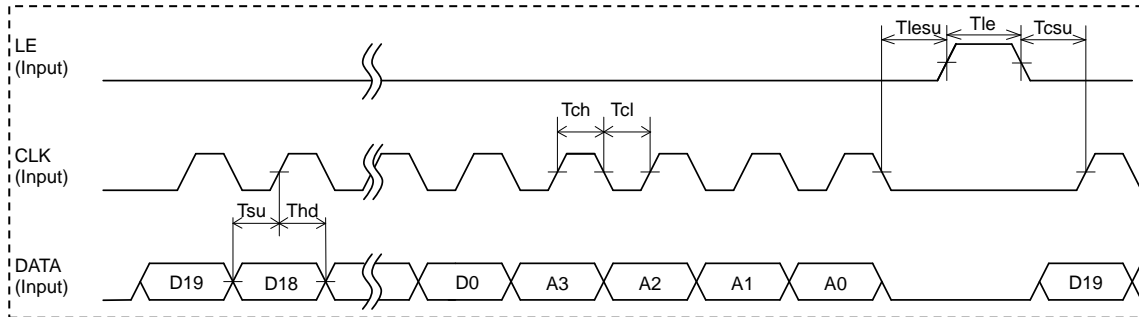 LE
(Input)
Tlesu
Tle
Tcsu
CLK
(Input)
Tch
Tcl
Tsu
Thd
DATA
(Input)
D19
D18
D0
A3
A2
A1
A0
D19